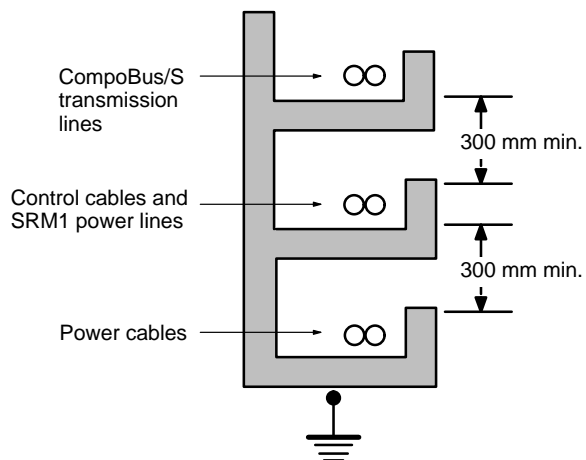 CompoBus/S
transmission
lines
300 mm min.
Control cables and
SRM1 power lines
300 mm min.
Power cables